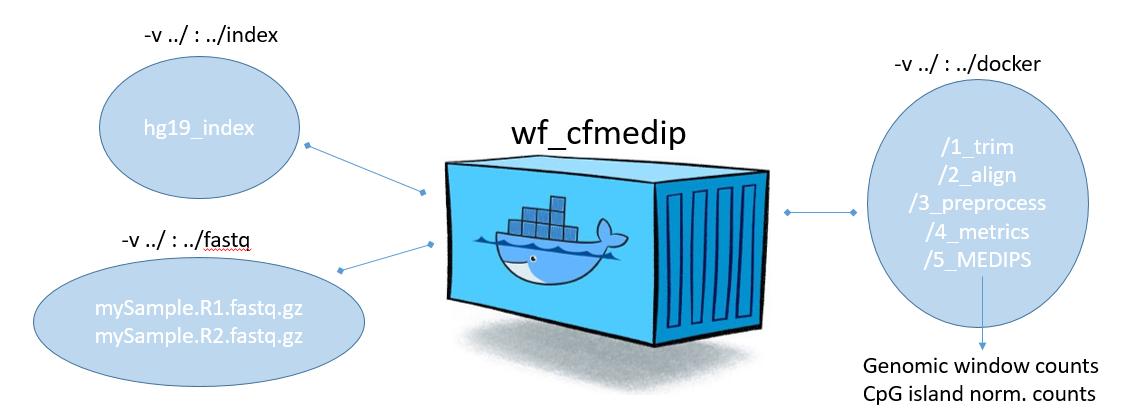 -v ../ : ../index
hg19_index
-v ../ : ../fastq
mySample.R1.fastq.gz
mySample.R2.fastq.gz
wf_cfmedip
-v ../ : ../docker
/1_trim
/2_align
/3_preprocess
/4_metrics
/5_MEDIPS
Genomic window counts
CpG island norm. counts